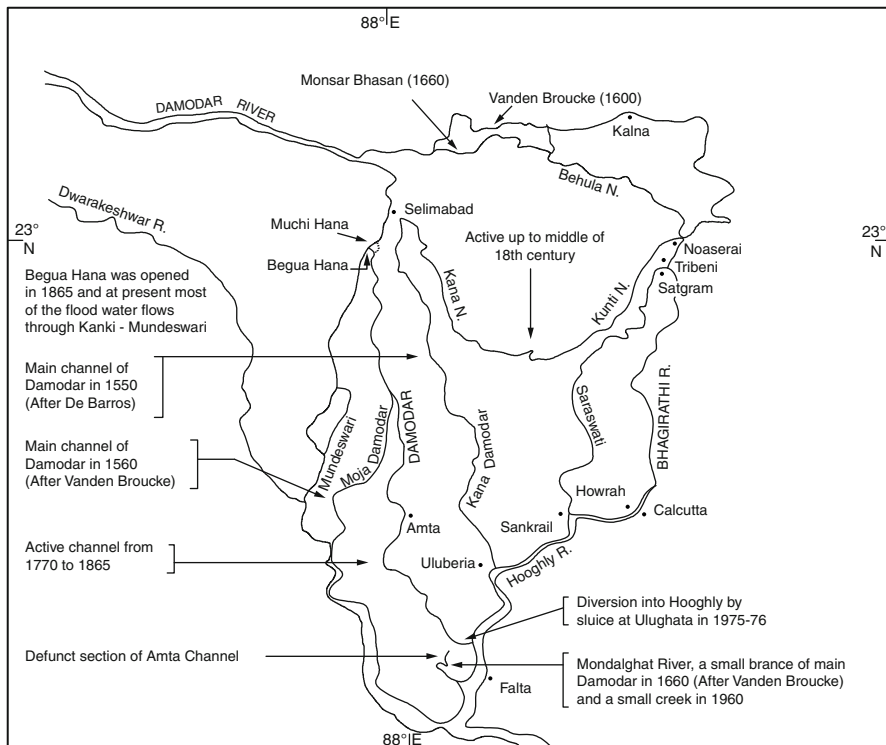 88° E
Monsar Bhasan (1660)
Vanden Broucke (1600)
DAMODAR RIVER
Kalna
Behula N.
Dwarakeshwar R.
Selimabad
23°
N
Muchi Hana
Active up to middle of
18th century
23°
N
Noaserai
Tribeni
Satgram
Begua Hana
Kana N.
Kunti N.
Begua Hana was opened
in 1865 and at present most
of the flood water flows
through Kanki - Mundeswari
Main channel of
Damodar in 1550
(After De Barros)
Saraswati
BHAGIRATHI R.
Mundeswari
Moja Damodar
DAMODAR
Kana Damodar
Main channel of
Damodar in 1560
(After Vanden Broucke)
Howrah
Calcutta
Amta
Sankrail
Active channel from
1770 to 1865
Uluberia
Hooghly R.
Diversion into Hooghly by
sluice at Ulughata in 1975-76
Defunct section of Amta Channel
Mondalghat River, a small brance of main
Damodar in 1660 (After Vanden Broucke)
and a small creek in 1960
Falta
88° E